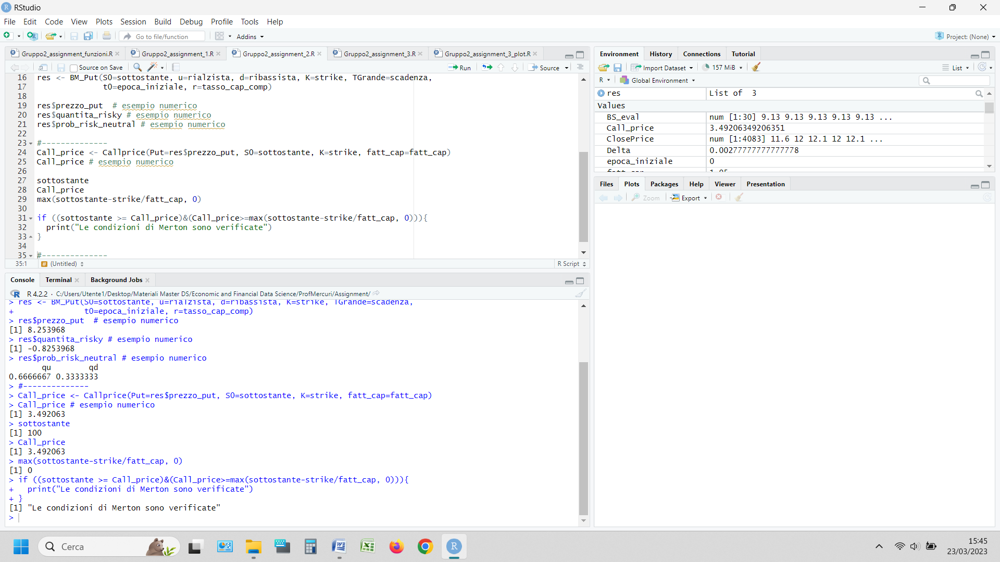 RStudio
File Edit Code View Plots Session Build Debug Profile Tools Help
Go to file/function Addins Project: (None)
Gruppo2_assignment_funzioni.R Gruppo2_assignment_1.R Gruppo2_assignment_2.R Gruppo2_assignment_3.R Gruppo2_assignment_3_plot.R
Source on Save Run Source
16 res <- BM_Put(S0=sottostante, u=rialzista, d=ribassista, K=strike, TGrande=scadenza,
17 t0=epoca_iniziale, r=tasso_cap_comp)
18
19 res$prezzo_put # esempio numerico
20 res$quantita_risky # esempio numerico
21 res$prob_risk_neutral # esempio numerico
22
23 #--------------
24 Call_price <- Callprice(Put=res$prezzo_put, S0=sottostante, K=strike, fatt_cap=fatt_cap)
25 Call_price # esempio numerico
26
27 sottostante
28 Call_price
29 max(sottostante-strike/fatt_cap, 0)
30
31 if ((sottostante >= Call_price)&(Call_price>=max(sottostante-strike/fatt_cap, 0))){
32 print("Le condizioni di Merton sono verificate")
33 }
34
35 #--------------
35:1 # (Untitled) R Script
Console Terminal Background Jobs
R 4.2.2 · C:/Users/Utente1/Desktop/Materiali Master DS/Economic and Financial Data Science/ProfMercuri/Assignment/
> res <- BM_Put(S0=sottostante, u=rialzista, d=ribassista, K=strike, TGrande=scadenza,
+ t0=epoca_iniziale, r=tasso_cap_comp)
> res$prezzo_put # esempio numerico
[1] 8.253968
> res$quantita_risky # esempio numerico
[1] -0.8253968
> res$prob_risk_neutral # esempio numerico
qu qd
0.6666667 0.3333333
> #--------------
> Call_price <- Callprice(Put=res$prezzo_put, S0=sottostante, K=strike, fatt_cap=fatt_cap)
> Call_price # esempio numerico
[1] 3.492063
> sottostante
[1] 100
> Call_price
[1] 3.492063
> max(sottostante-strike/fatt_cap, 0)
[1] 0
> if ((sottostante >= Call_price)&(Call_price>=max(sottostante-strike/fatt_cap, 0))){
+ print("Le condizioni di Merton sono verificate")
+ }
[1] "Le condizioni di Merton sono verificate"
>
Environment History Connections Tutorial
Import Dataset 157 MiB List
R Global Environment
res List of 3
Values
BS_eval num [1:30] 9.13 9.13 9.13 9.13 9.13 ...
Call_price 3.49206349206351
ClosePrice num [1:4083] 11.6 12 12.1 12 12.1 ...
Delta 0.00277777777777778
epoca_iniziale 0
fatt_cap 1.05
Files Plots Packages Help Viewer Presentation
Zoom Export
Cerca
15:45
23/03/2023